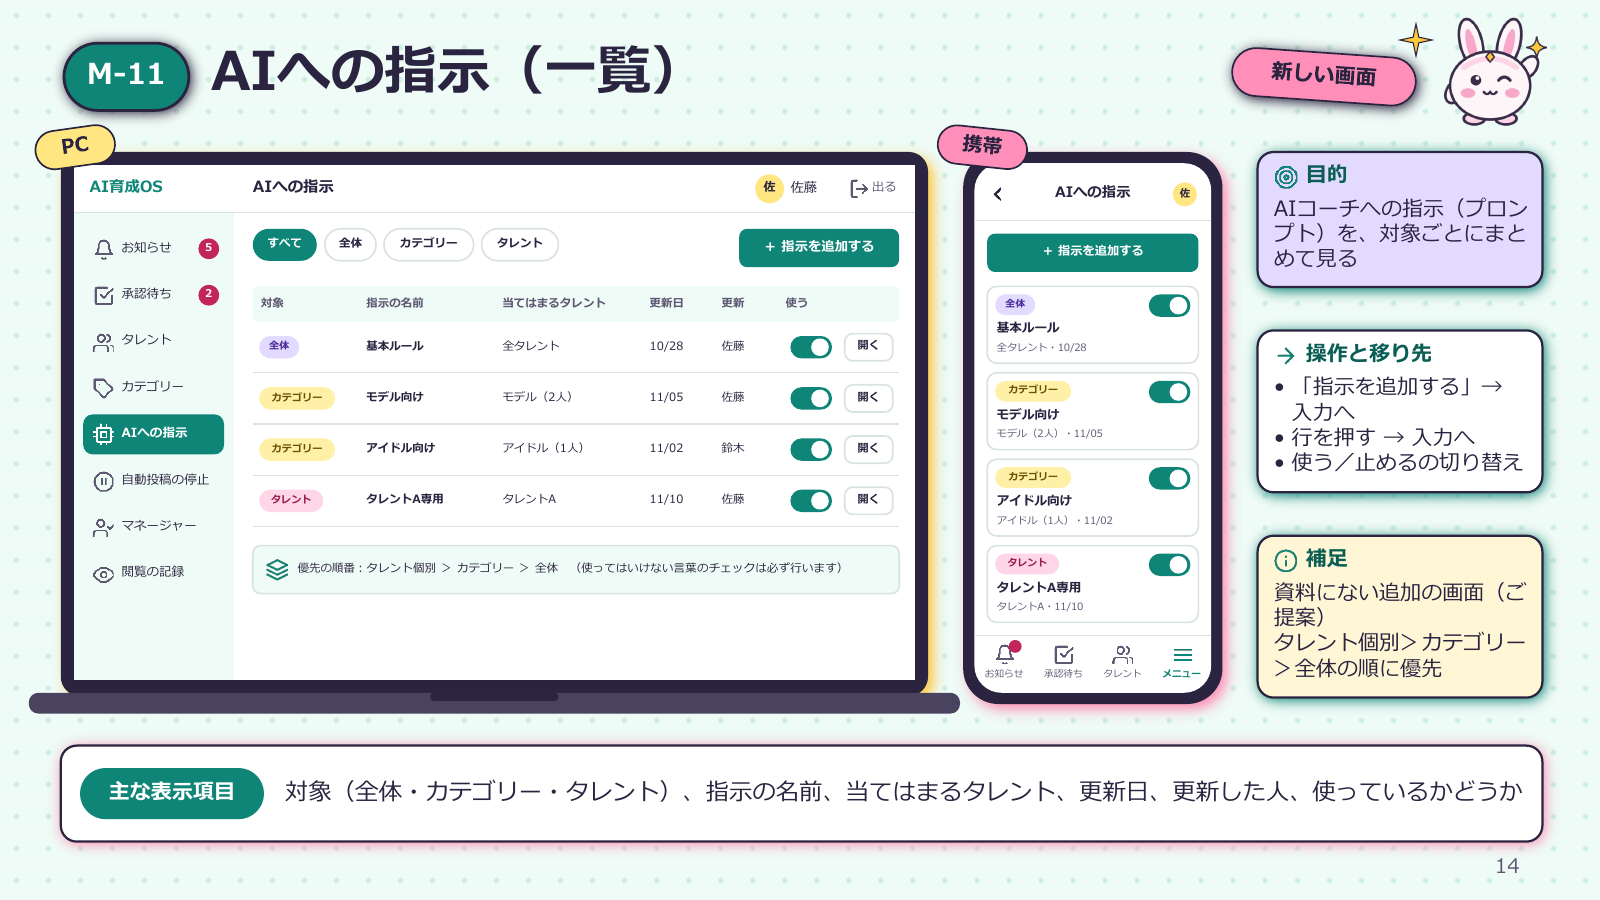 M-11
AIへの指示（一覧）
新しい画面
PC
AI育成OS
AIへの指示
佐
佐藤
出る
お知らせ
5
承認待ち
2
タレント
カテゴリー
AIへの指示
自動投稿の停止
マネージャー
閲覧の記録
すべて
全体
カテゴリー
タレント
+ 指示を追加する
対象 指示の名前 当てはまるタレント 更新日 更新 使う
全体 基本ルール 全タレント 10/28 佐藤 開く
カテゴリー モデル向け モデル（2人） 11/05 佐藤 開く
カテゴリー アイドル向け アイドル（1人） 11/02 鈴木 開く
タレント タレントA専用 タレントA 11/10 佐藤 開く
優先の順番：タレント個別 ＞ カテゴリー ＞ 全体 （使ってはいけない言葉のチェックは必ず行います）
携帯
AIへの指示
佐
+ 指示を追加する
全体
基本ルール
全タレント・10/28
カテゴリー
モデル向け
モデル（2人）・11/05
カテゴリー
アイドル向け
アイドル（1人）・11/02
タレント
タレントA専用
タレントA・11/10
お知らせ
承認待ち
タレント
メニュー
目的
AIコーチへの指示（プロン
プト）を、対象ごとにまと
めて見る
操作と移り先
• 「指示を追加する」→
入力へ
• 行を押す → 入力へ
• 使う／止めるの切り替え
補足
資料にない追加の画面（ご
提案）
タレント個別＞カテゴリー
＞全体の順に優先
主な表示項目
対象（全体・カテゴリー・タレント）、指示の名前、当てはまるタレント、更新日、更新した人、使っているかどうか
14